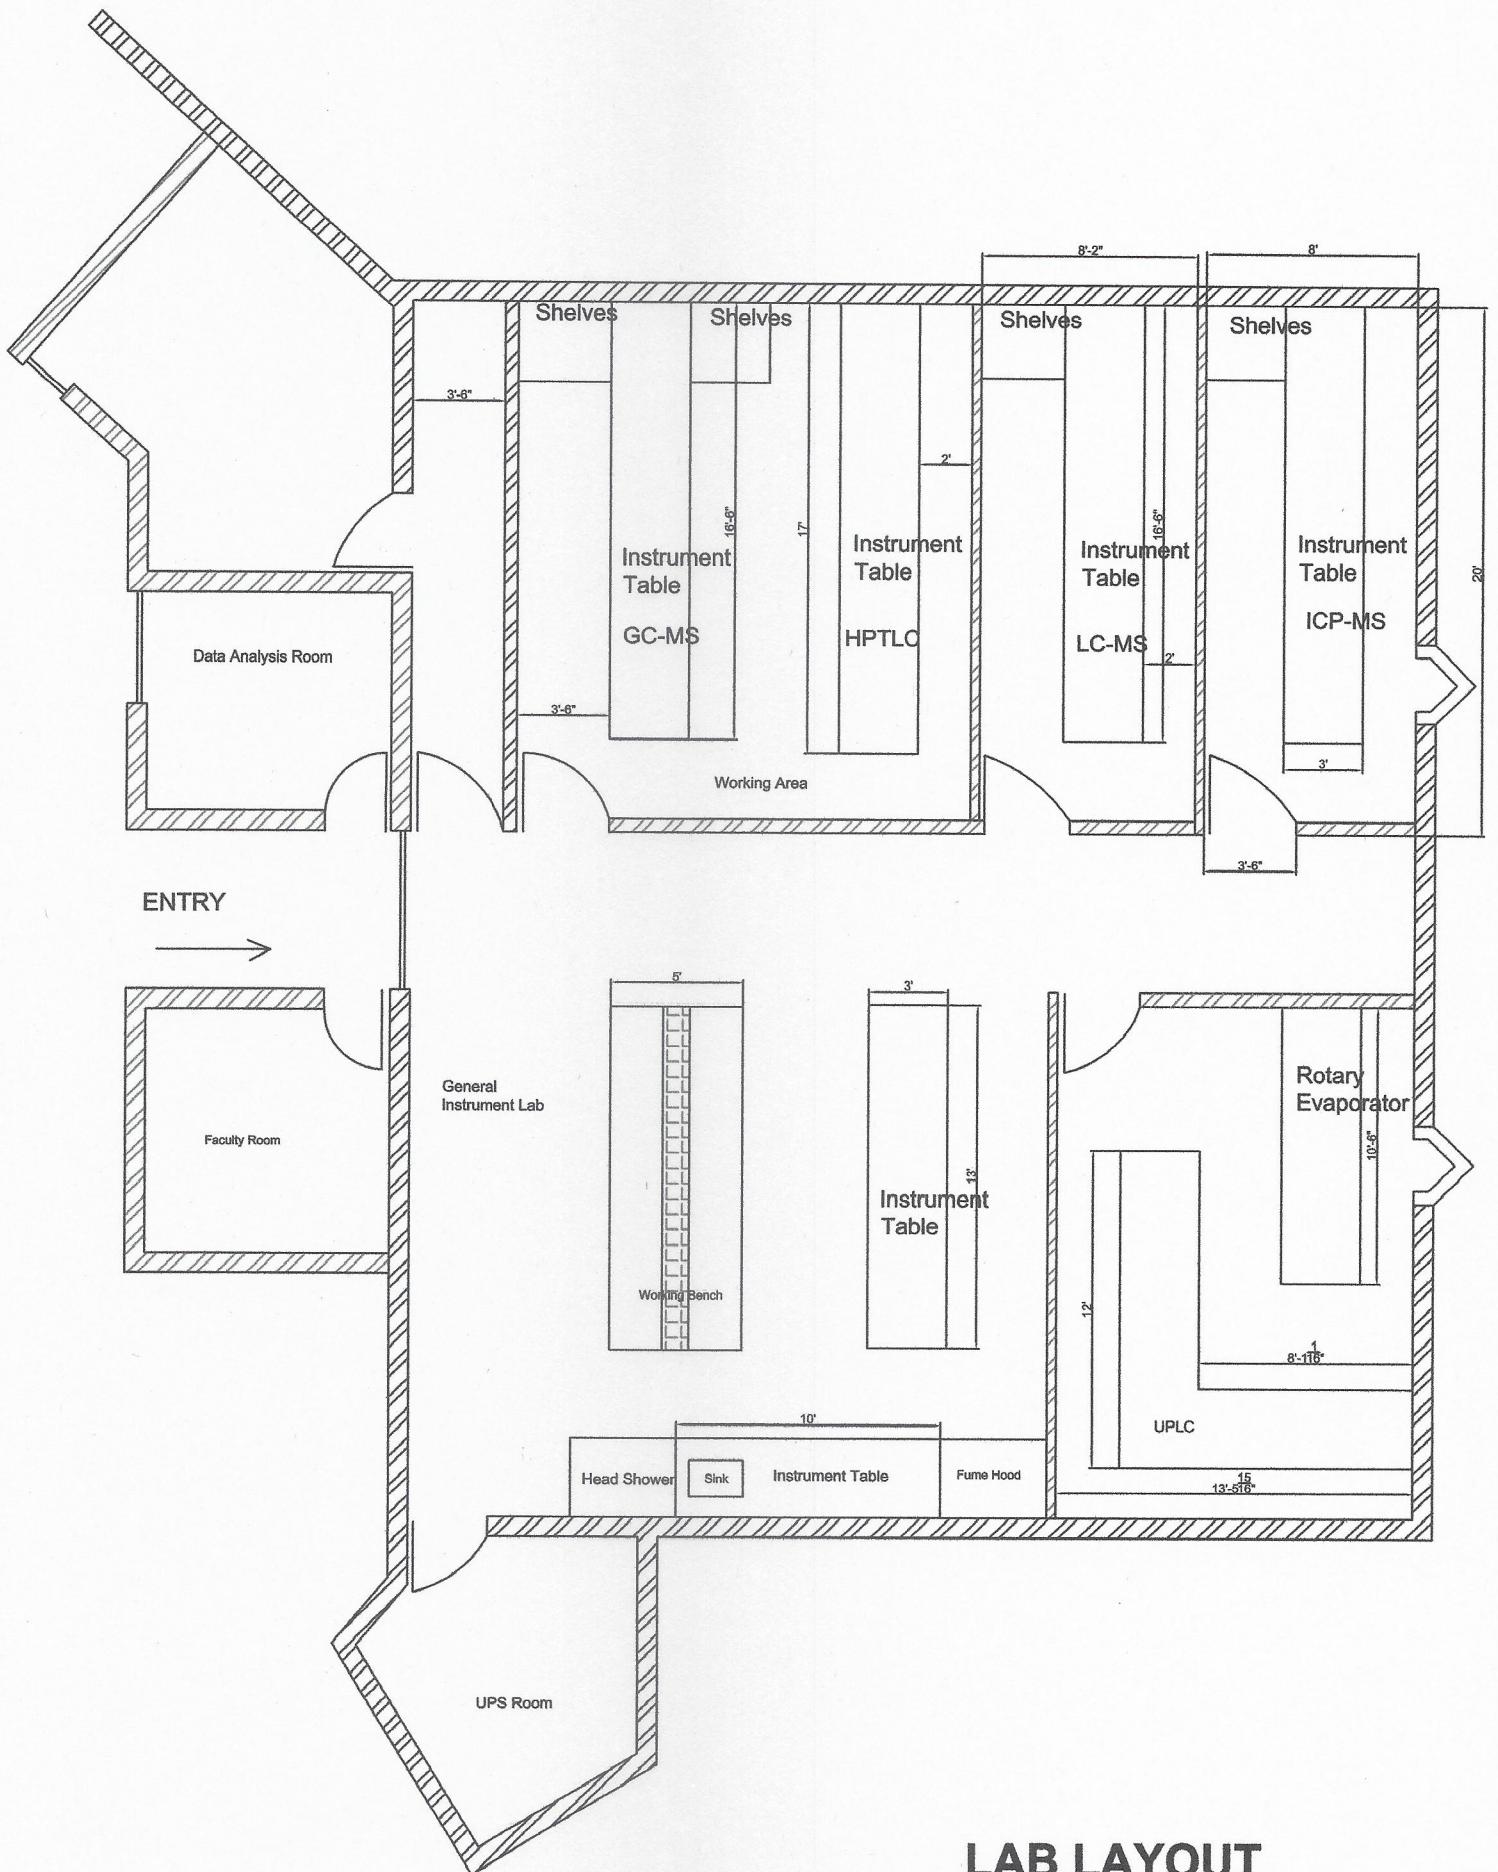 8'-2"
8'
Shelves
Shelves
Shelves
Shelves
3'-6"
2'
16'-6"
17'
16'-6"
20'
Instrument
Table
GC-MS
Instrument
Table
HPTLC
Instrument
Table
LC-MS
2'
Instrument
Table
ICP-MS
Data Analysis Room
3'-6"
3'
Working Area
3'-6"
ENTRY
5'
3'
General
Instrument Lab
Rotary
Evaporator
10'-6"
Faculty Room
13'
Instrument
Table
Working Bench
12'
8'-1 1/16"
UPLC
10'
Head Shower
Sink
Instrument Table
Fume Hood
13'-5 15/16"
UPS Room
LAB LAYOUT